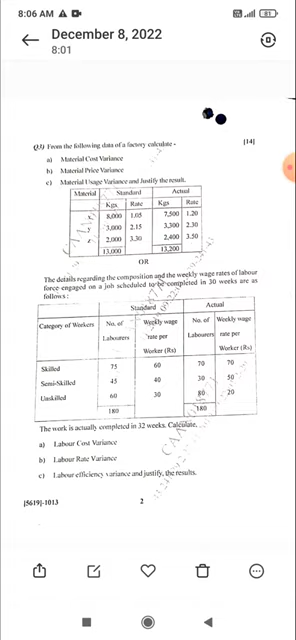 8:06 AM
81
December 8, 2022
8:01
Q3) From the following data of a factory calculate - [14]
a) Material Cost Variance
b) Material Price Variance
c) Material Usage Variance and Justify the result.
Material Standard Actual
Kgs Rate Kgs Rate
8,000 1.05 7,500 1.20
3,000 2.15 3,300 2.30
2,000 3.30 2,400 3.50
13,000 13,200
OR
The details regarding the composition and the weekly wage rates of labour
force engaged on a job scheduled to be completed in 30 weeks are as
follows :
Standard Actual
Category of Workers No. of Weekly wage No. of Weekly wage
Labourers rate per Labourers rate per
Worker (Rs) Worker (Rs)
Skilled 75 60 70 70
Semi-Skilled 45 40 30 50
Unskilled 60 30 80 20
180 180
The work is actually completed in 32 weeks. Calculate.
a) Labour Cost Variance
b) Labour Rate Variance
c) Labour efficiency variance and justify, the results.
[5619]-1013 2